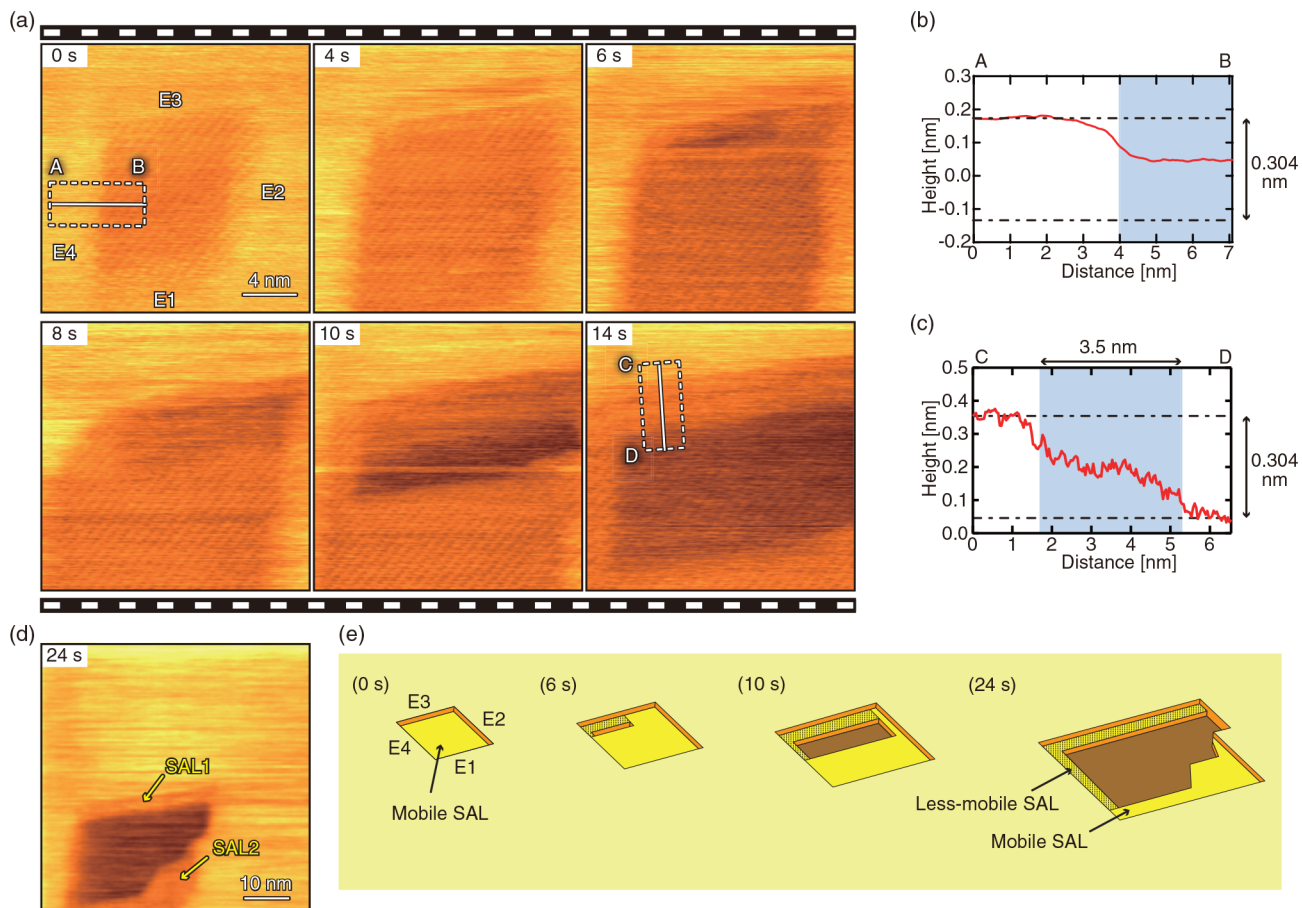 (a)
0 s
E3
A
B
E2
E4
E1
4 nm
4 s
6 s
8 s
10 s
14 s
C
D
(b)
A
B
Height [nm]
0.3
0.2
0.1
0.0
-0.1
-0.2
0 1 2 3 4 5 6 7
Distance [nm]
0.304
nm
(c)
3.5 nm
C
D
Height [nm]
0.5
0.4
0.3
0.2
0.1
0.0
0 1 2 3 4 5 6
Distance [nm]
0.304
nm
(d)
24 s
SAL1
SAL2
10 nm
(e)
(0 s)
E3
E2
E4
E1
Mobile SAL
(6 s)
(10 s)
(24 s)
Less-mobile SAL
Mobile SAL